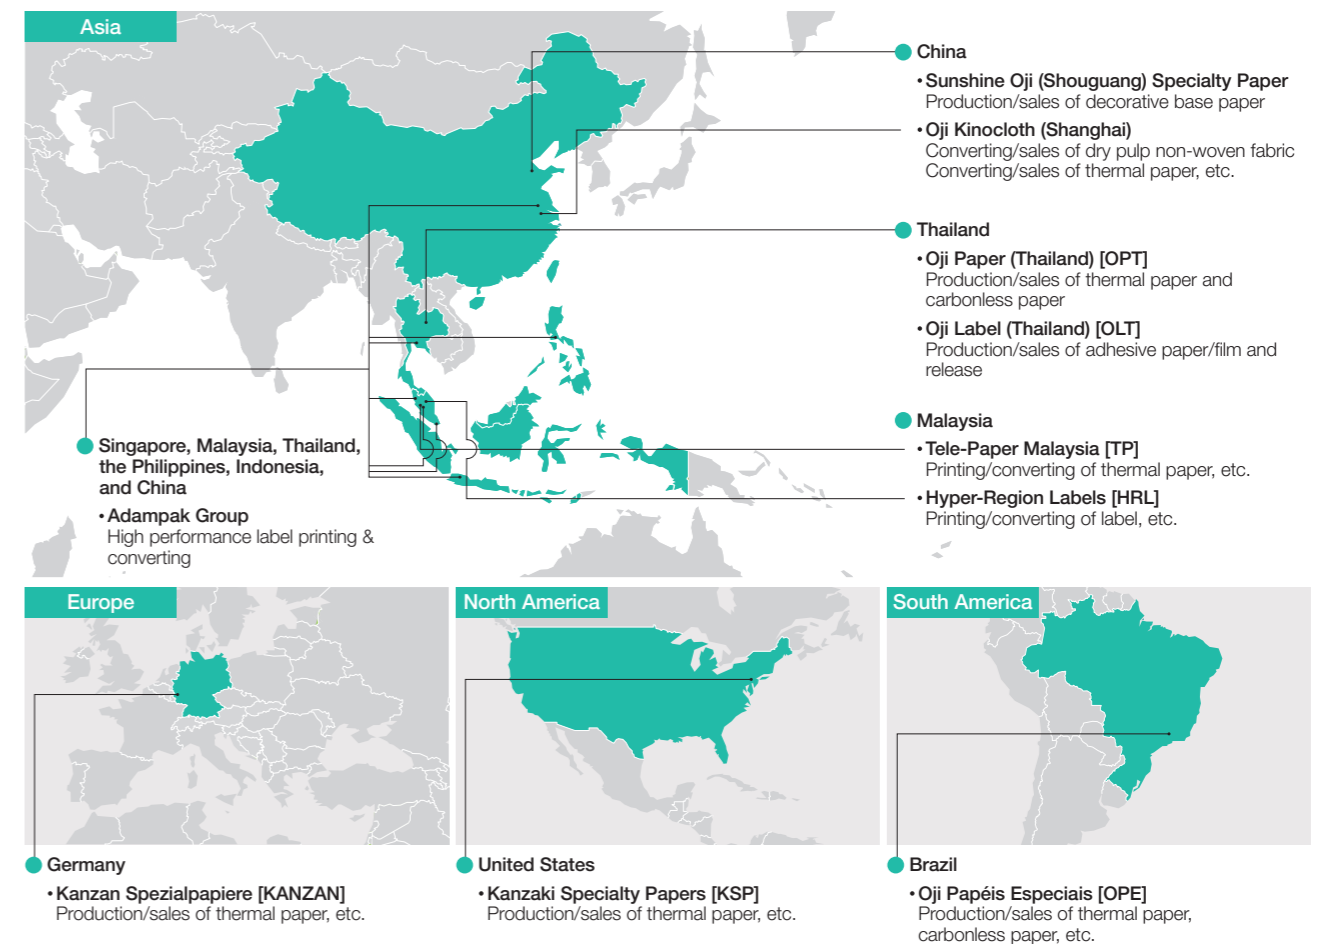 Asia
China
• Sunshine Oji (Shouguang) Specialty Paper
Production/sales of decorative base paper
• Oji Kinocloth (Shanghai)
Converting/sales of dry pulp non-woven fabric
Converting/sales of thermal paper, etc.
Thailand
• Oji Paper (Thailand) [OPT]
Production/sales of thermal paper and
carbonless paper
• Oji Label (Thailand) [OLT]
Production/sales of adhesive paper/film and
release
Malaysia
• Tele-Paper Malaysia [TP]
Printing/converting of thermal paper, etc.
• Hyper-Region Labels [HRL]
Printing/converting of label, etc.
Singapore, Malaysia, Thailand,
the Philippines, Indonesia,
and China
• Adampak Group
High performance label printing &
converting
Europe
Germany
• Kanzan Spezialpapiere [KANZAN]
Production/sales of thermal paper, etc.
North America
United States
• Kanzaki Specialty Papers [KSP]
Production/sales of thermal paper, etc.
South America
Brazil
• Oji Papéis Especiais [OPE]
Production/sales of thermal paper,
carbonless paper, etc.